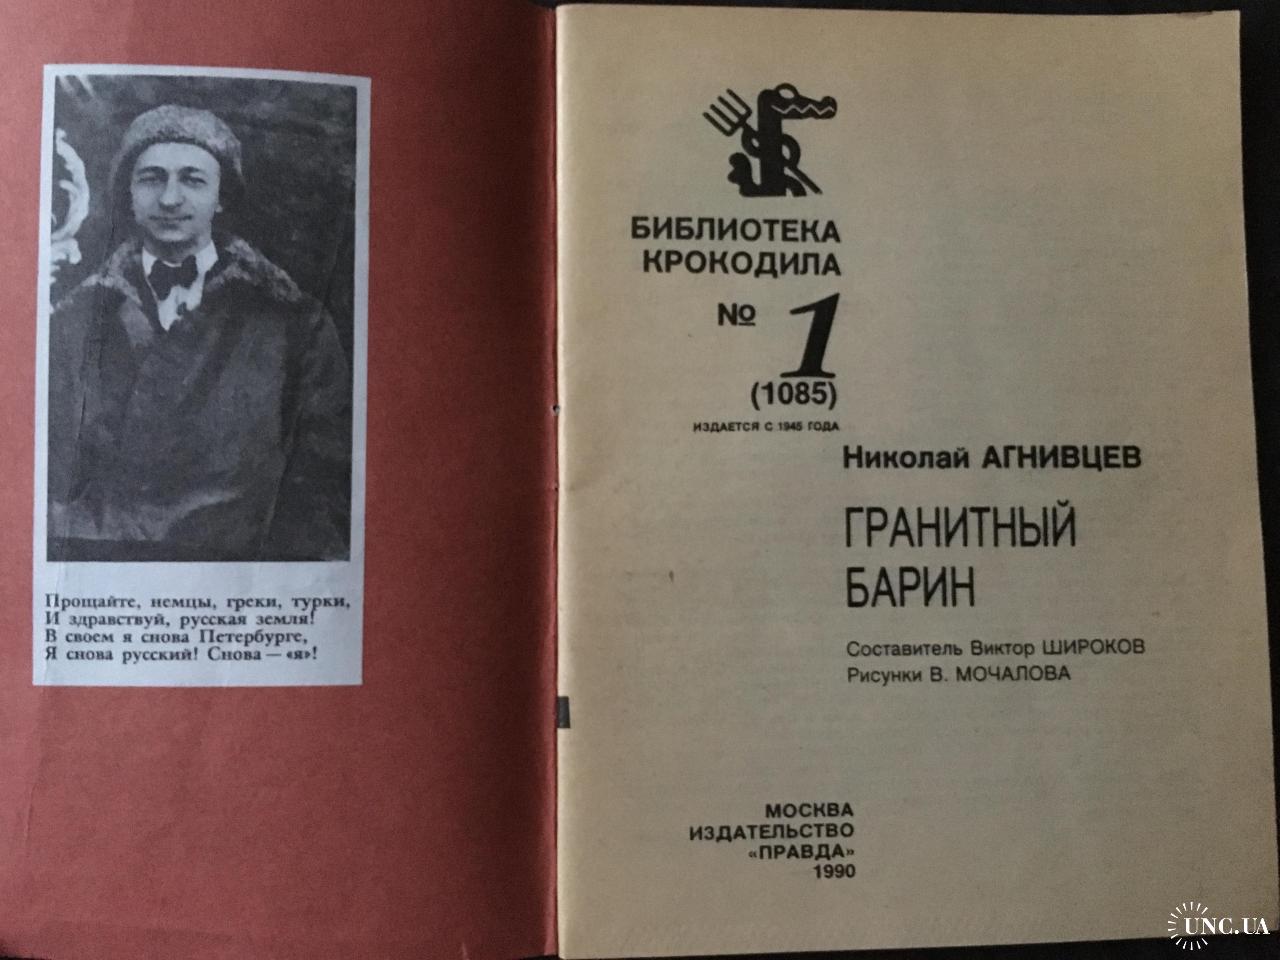 Прощайте, немцы, греки, турки,
И здравствуй, русская земля!
В своем я снова Петербурге,
Я снова русский! Снова — «я»!
БИБЛИОТЕКА
КРОКОДИЛА
№ 1
(1085)
ИЗДАЕТСЯ С 1945 ГОДА
Николай АГНИВЦЕВ
ГРАНИТНЫЙ
БАРИН
Составитель Виктор ШИРОКОВ
Рисунки В. МОЧАЛОВА
МОСКВА
ИЗДАТЕЛЬСТВО
«ПРАВДА»
1990
UNC.UA